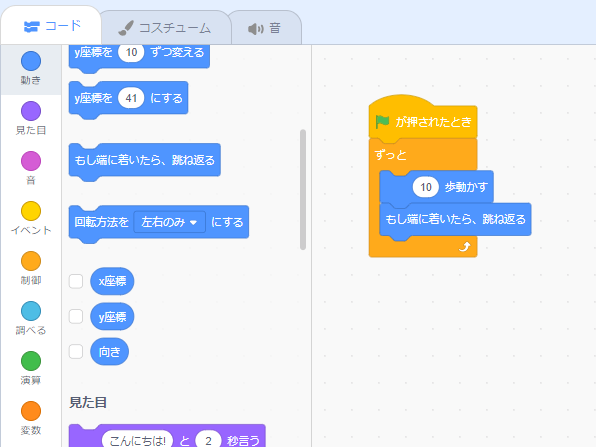 コード
コスチューム
音
動き
見た目
音
イベント
制御
調べる
演算
変数
y座標を 10 ずつ変える
y座標を 41 にする
もし端に着いたら、跳ね返る
回転方法を 左右のみ にする
x座標
y座標
向き
見た目
こんにちは! と 2 秒言う
が押されたとき
ずっと
10 歩動かす
もし端に着いたら、跳ね返る